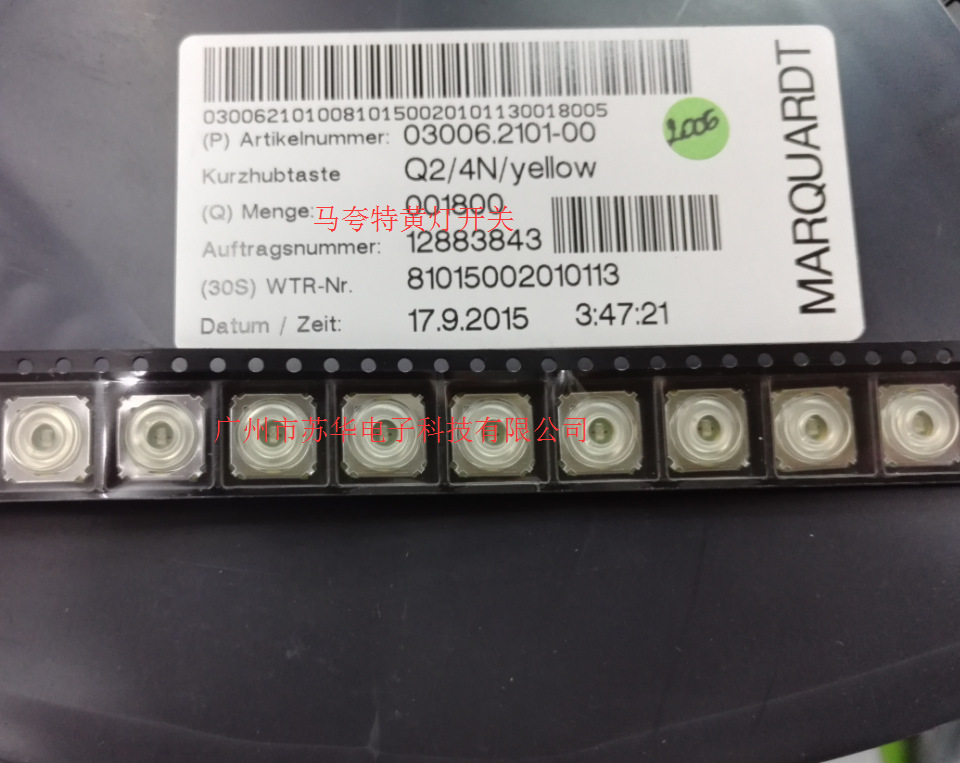 03006210100810150020101130018005
(P) Artikelnummer: 03006.2101-00
2006
Kurzhubtaste Q2/4N/yellow
(Q) Menge: 001800
马夸特黄灯开关
Auftragsnummer: 12883843
(30S) WTR-Nr. 81015002010113
Datum / Zeit: 17.9.2015 3:47:21
MARQUARDT
广州市苏华电子科技有限公司